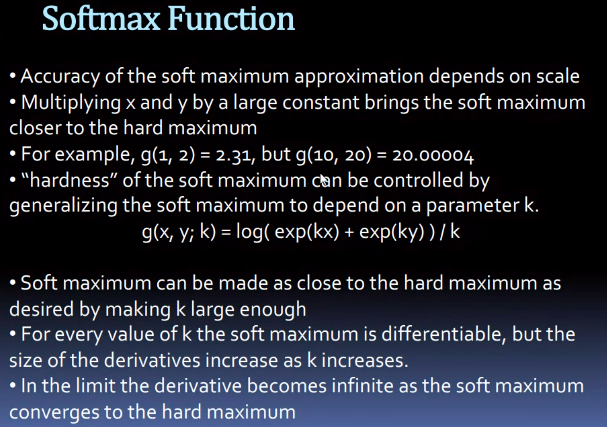 Softmax Function
• Accuracy of the soft maximum approximation depends on scale
• Multiplying x and y by a large constant brings the soft maximum
closer to the hard maximum
• For example, g(1, 2) = 2.31, but g(10, 20) = 20.00004
• “hardness” of the soft maximum can be controlled by
generalizing the soft maximum to depend on a parameter k.
g(x, y; k) = log( exp(kx) + exp(ky) ) / k
• Soft maximum can be made as close to the hard maximum as
desired by making k large enough
• For every value of k the soft maximum is differentiable, but the
size of the derivatives increase as k increases.
• In the limit the derivative becomes infinite as the soft maximum
converges to the hard maximum